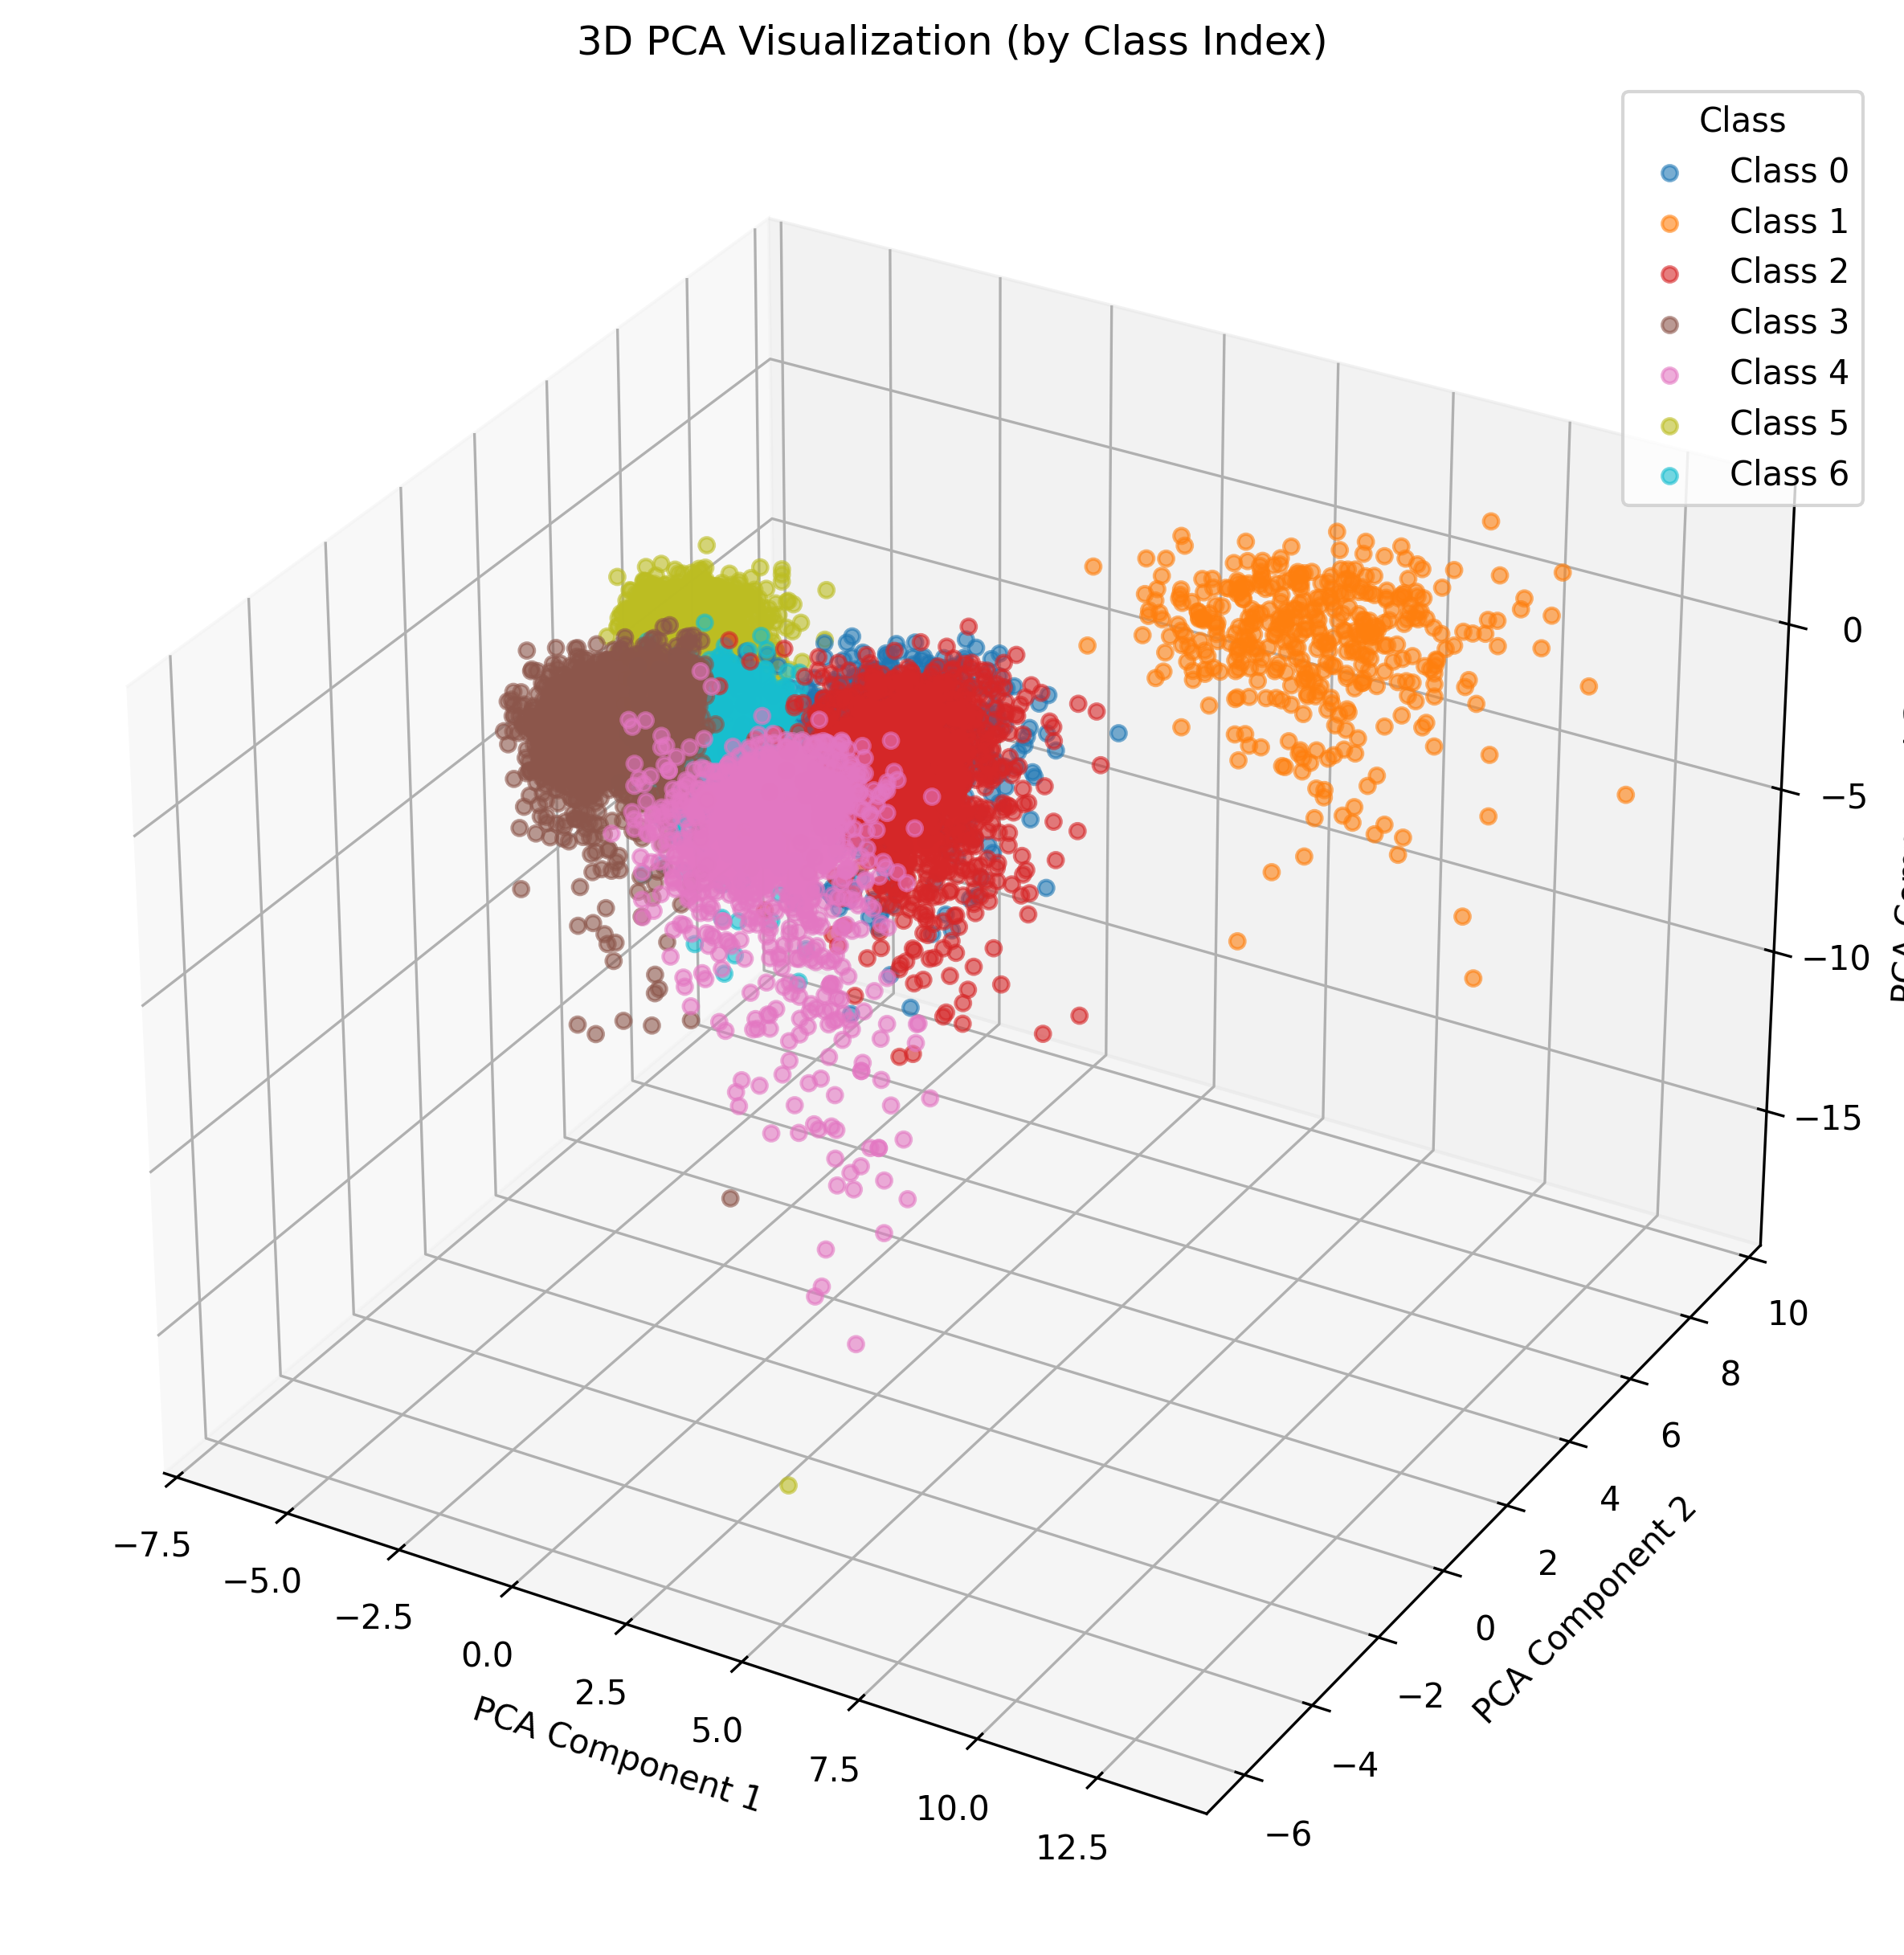 3D PCA Visualization (by Class Index)
Class
Class 0
Class 1
Class 2
Class 3
Class 4
Class 5
Class 6
0
−5
−10
−15
10
8
6
4
2
0
−2
−4
−6
PCA Component 2
−7.5
−5.0
−2.5
0.0
2.5
5.0
7.5
10.0
12.5
PCA Component 1